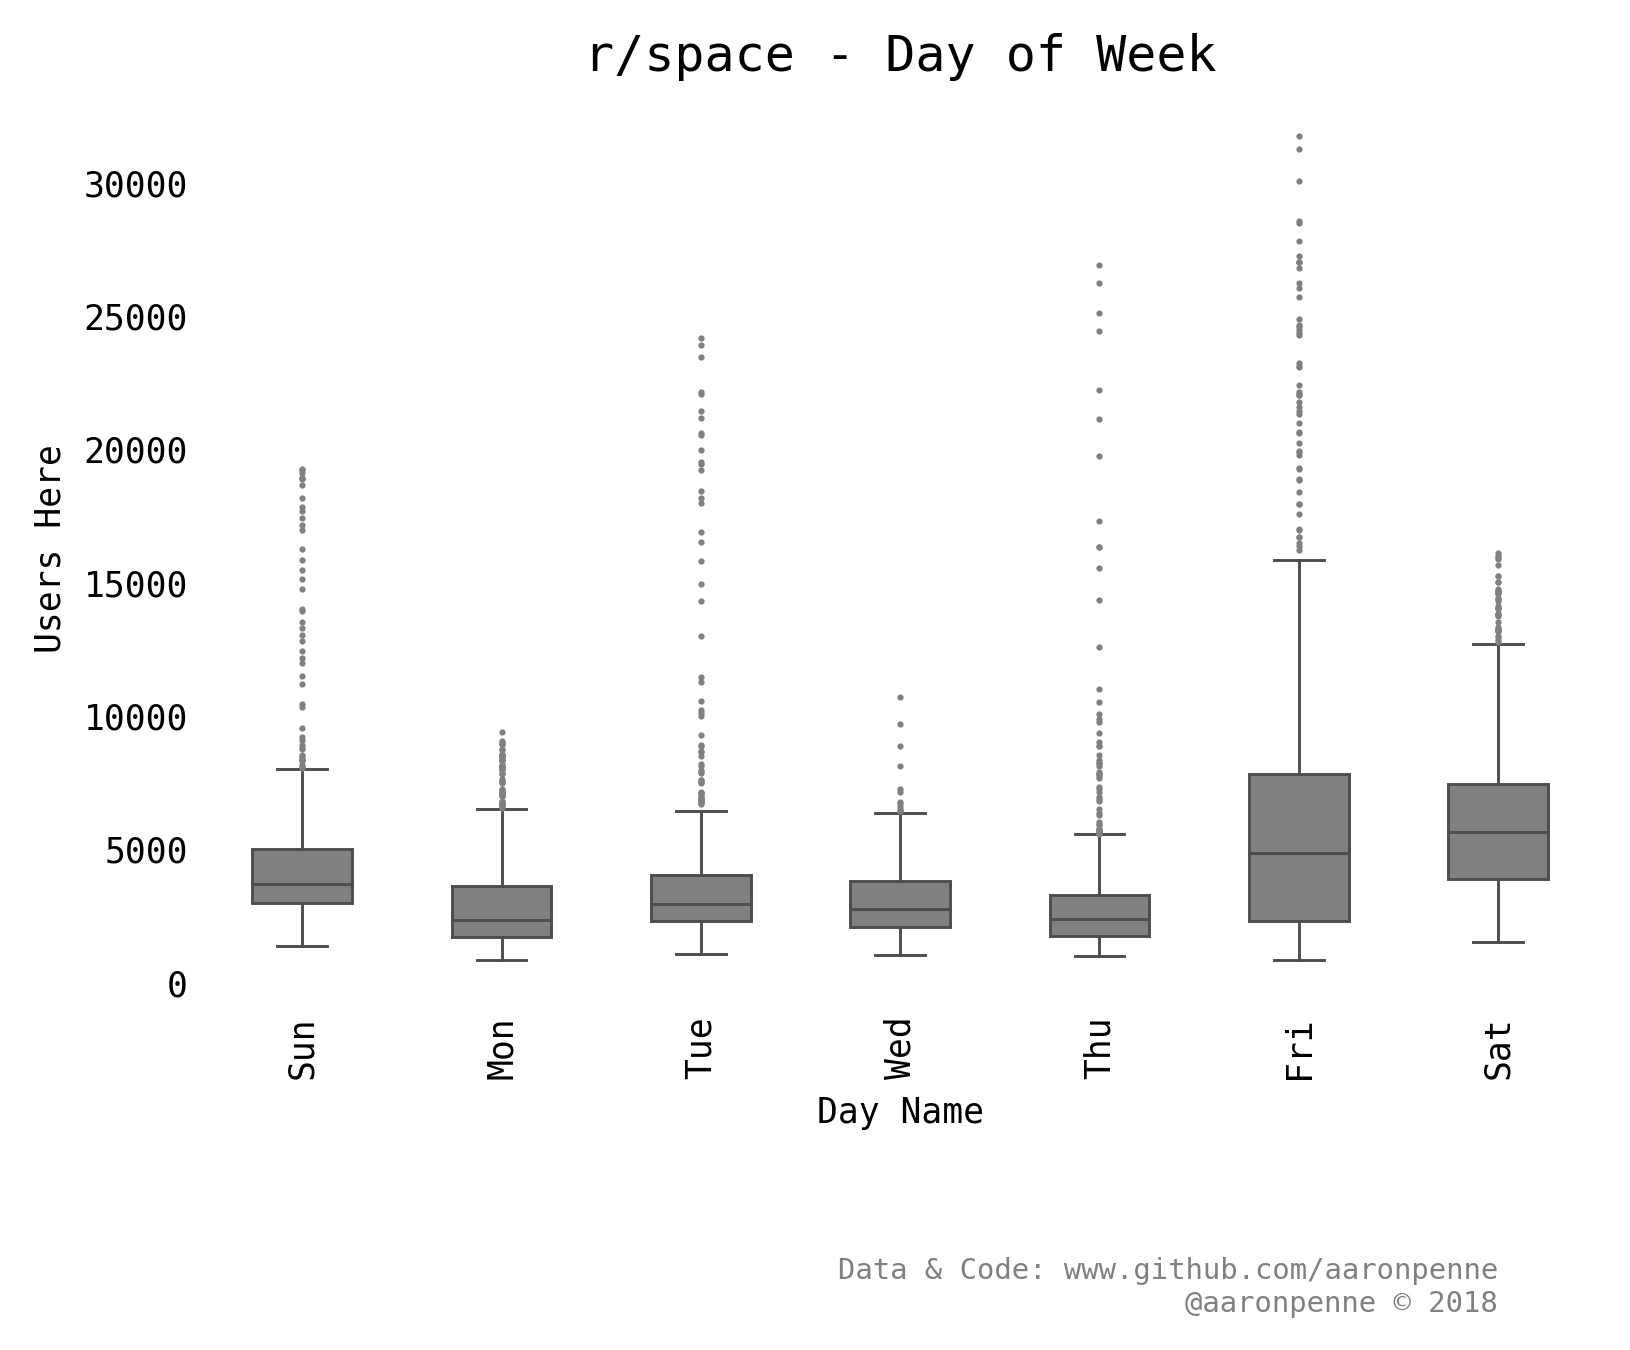 r/space - Day of Week
30000
25000
20000
15000
10000
5000
0
Users Here
Sun
Mon
Tue
Wed
Thu
Fri
Sat
Day Name
Data & Code: www.github.com/aaronpenne
@aaronpenne © 2018